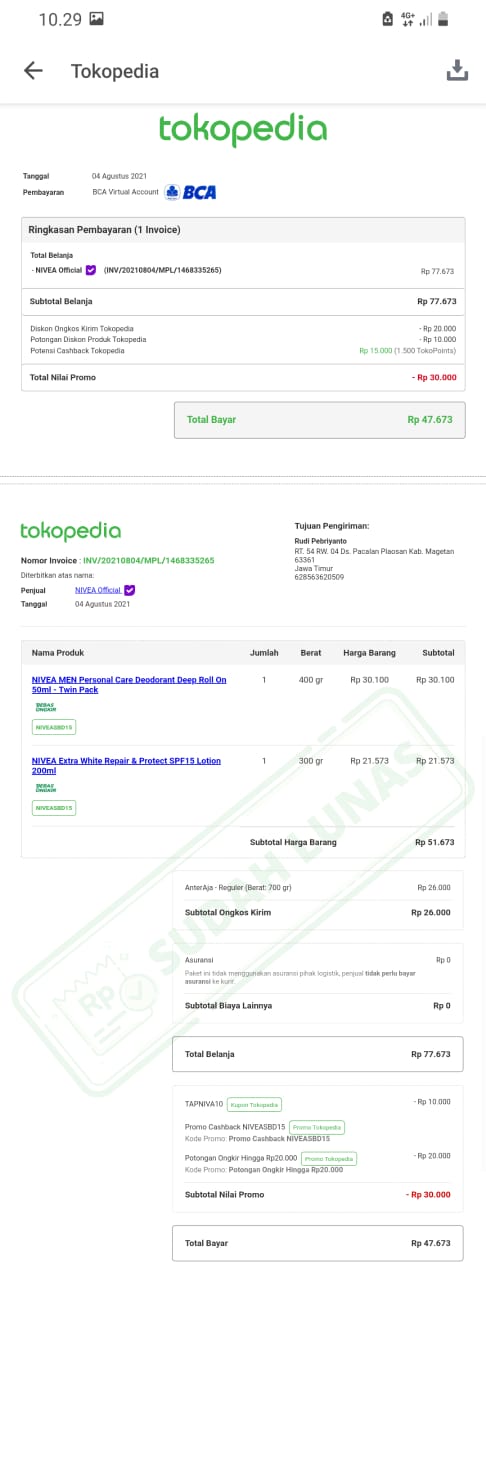 10.29
4G+
Tokopedia
tokopedia
Tanggal 04 Agustus 2021
Pembayaran BCA Virtual Account BCA
Ringkasan Pembayaran (1 Invoice)
Total Belanja
- NIVEA Official (INV/20210804/MPL/1468335265) Rp 77.673
Subtotal Belanja Rp 77.673
Diskon Ongkos Kirim Tokopedia - Rp 20.000
Potongan Diskon Produk Tokopedia - Rp 10.000
Potensi Cashback Tokopedia Rp 15.000 (1.500 TokoPoints)
Total Nilai Promo - Rp 30.000
Total Bayar Rp 47.673
tokopedia
Nomor Invoice : INV/20210804/MPL/1468335265
Diterbitkan atas nama:
Penjual NIVEA Official
Tanggal 04 Agustus 2021
Tujuan Pengiriman:
Rudi Pebriyanto
RT. 54 RW. 04 Ds. Pacalan Plaosan Kab. Magetan
63361
Jawa Timur
628563620509
Nama Produk Jumlah Berat Harga Barang Subtotal
NIVEA MEN Personal Care Deodorant Deep Roll On 1 400 gr Rp 30.100 Rp 30.100
50ml - Twin Pack
BEBAS
ONGKIR
NIVEASBD15
NIVEA Extra White Repair & Protect SPF15 Lotion 1 300 gr Rp 21.573 Rp 21.573
200ml
BEBAS
ONGKIR
NIVEASBD15
Subtotal Harga Barang Rp 51.673
RP SUDAH LUNAS
AnterAja - Reguler (Berat: 700 gr) Rp 26.000
Subtotal Ongkos Kirim Rp 26.000
Asuransi Rp 0
Paket ini tidak menggunakan asuransi pihak logistik, penjual tidak perlu bayar
asuransi ke kurir.
Subtotal Biaya Lainnya Rp 0
Total Belanja Rp 77.673
TAPNIVA10 Kupon Tokopedia - Rp 10.000
Promo Cashback NIVEASBD15 Promo Tokopedia
Kode Promo: Promo Cashback NIVEASBD15
Potongan Ongkir Hingga Rp20.000 Promo Tokopedia - Rp 20.000
Kode Promo: Potongan Ongkir Hingga Rp20.000
Subtotal Nilai Promo - Rp 30.000
Total Bayar Rp 47.673